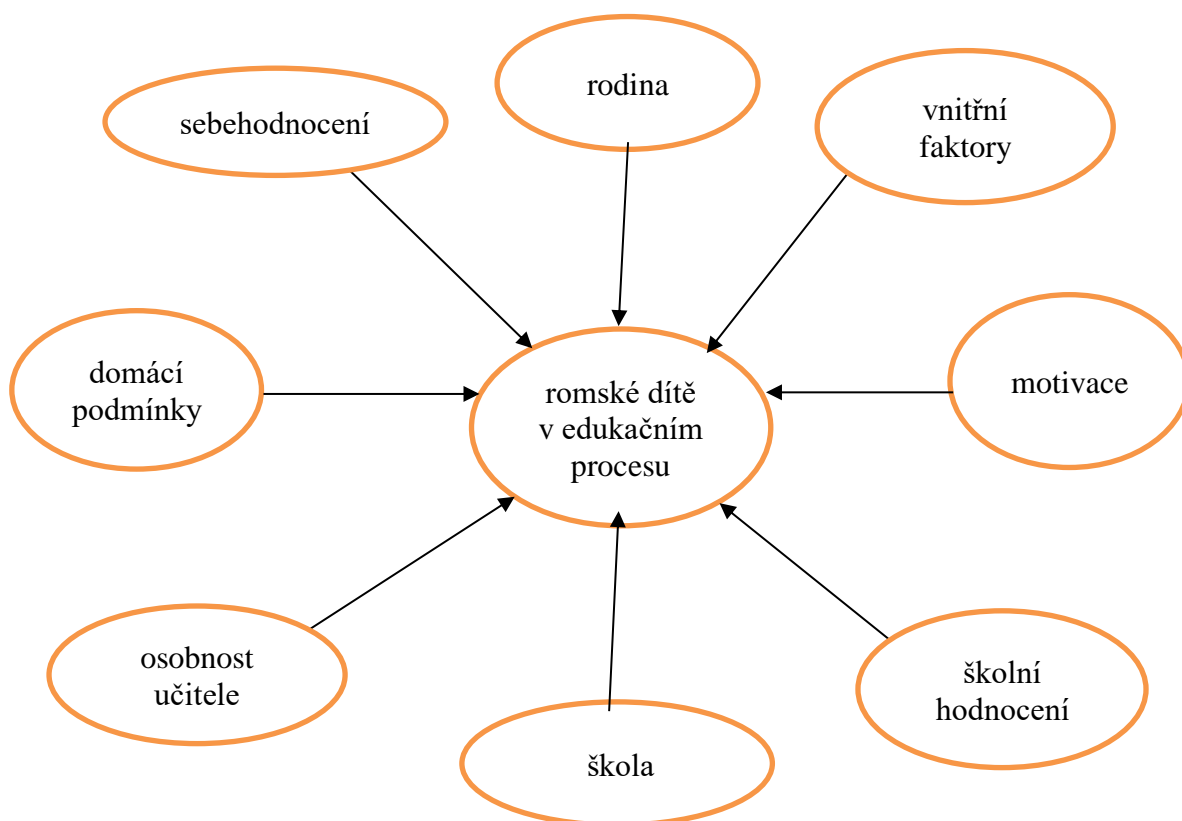 rodina
sebehodnocení
vnitřní
faktory
domácí
podmínky
romské dítě
v edukačním
procesu
motivace
osobnost
učitele
škola
školní
hodnocení